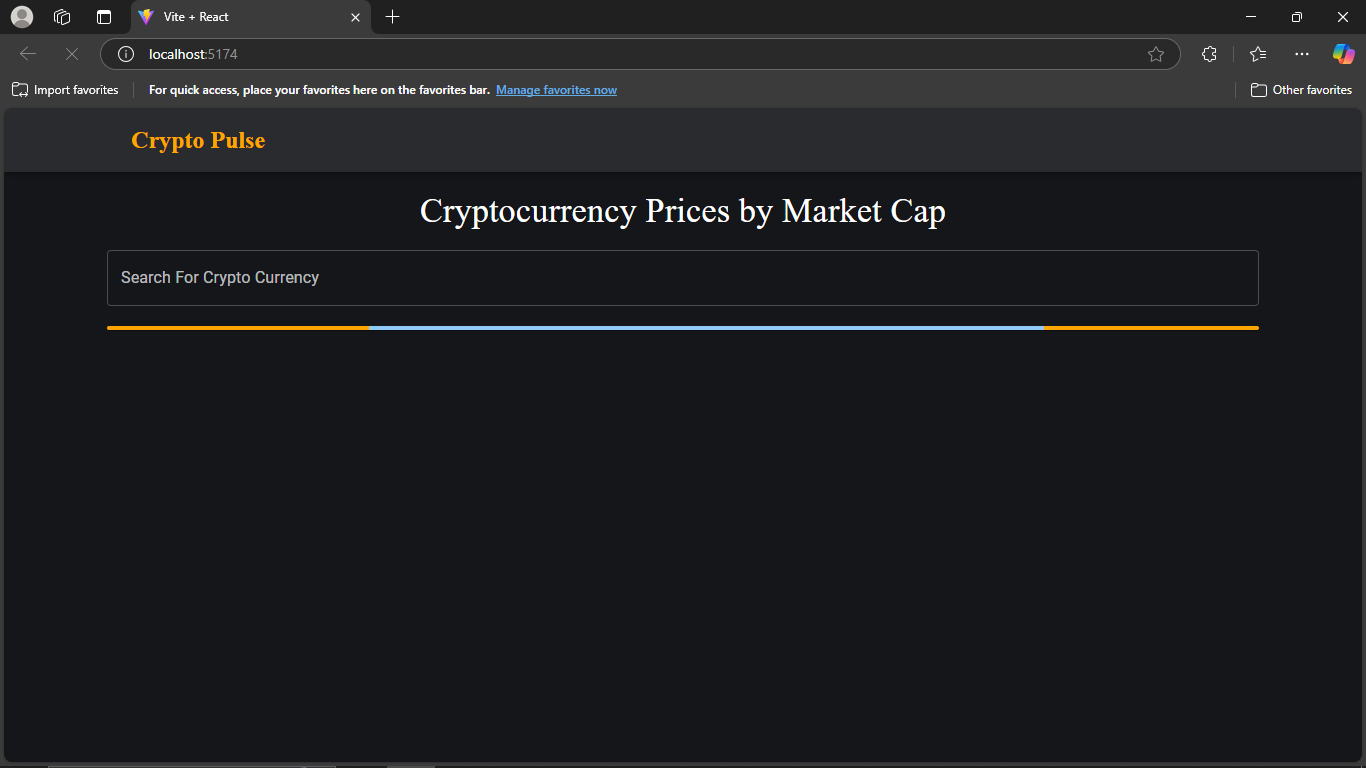 Vite + React
localhost:5174
Import favorites
For quick access, place your favorites here on the favorites bar. Manage favorites now
Other favorites
Crypto Pulse
Cryptocurrency Prices by Market Cap
Search For Crypto Currency